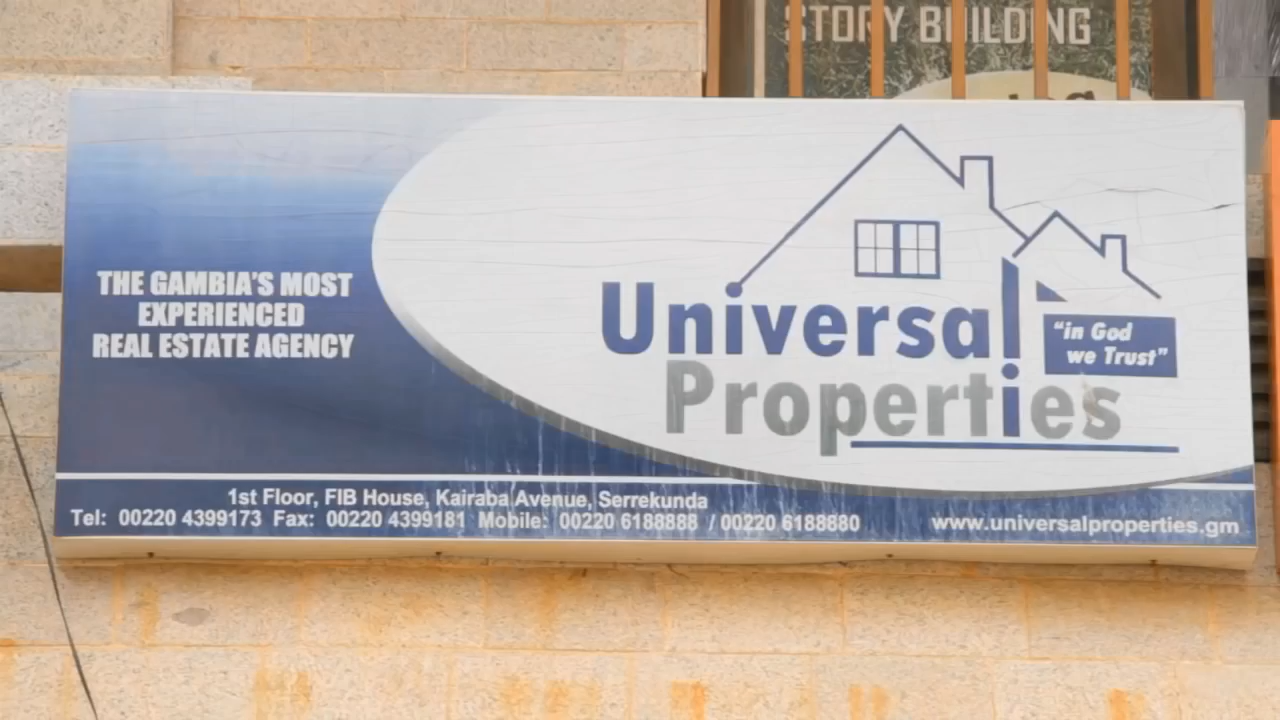 STORY BUILDING
THE GAMBIA'S MOST
EXPERIENCED
REAL ESTATE AGENCY
Universal
Properties
"in God
we Trust"
1st Floor, FIB House, Kairaba Avenue, Serrekunda
Tel: 00220 4399173 Fax: 00220 4399181 Mobile: 00220 6188888 / 00220 6188880
www.universalproperties.gm